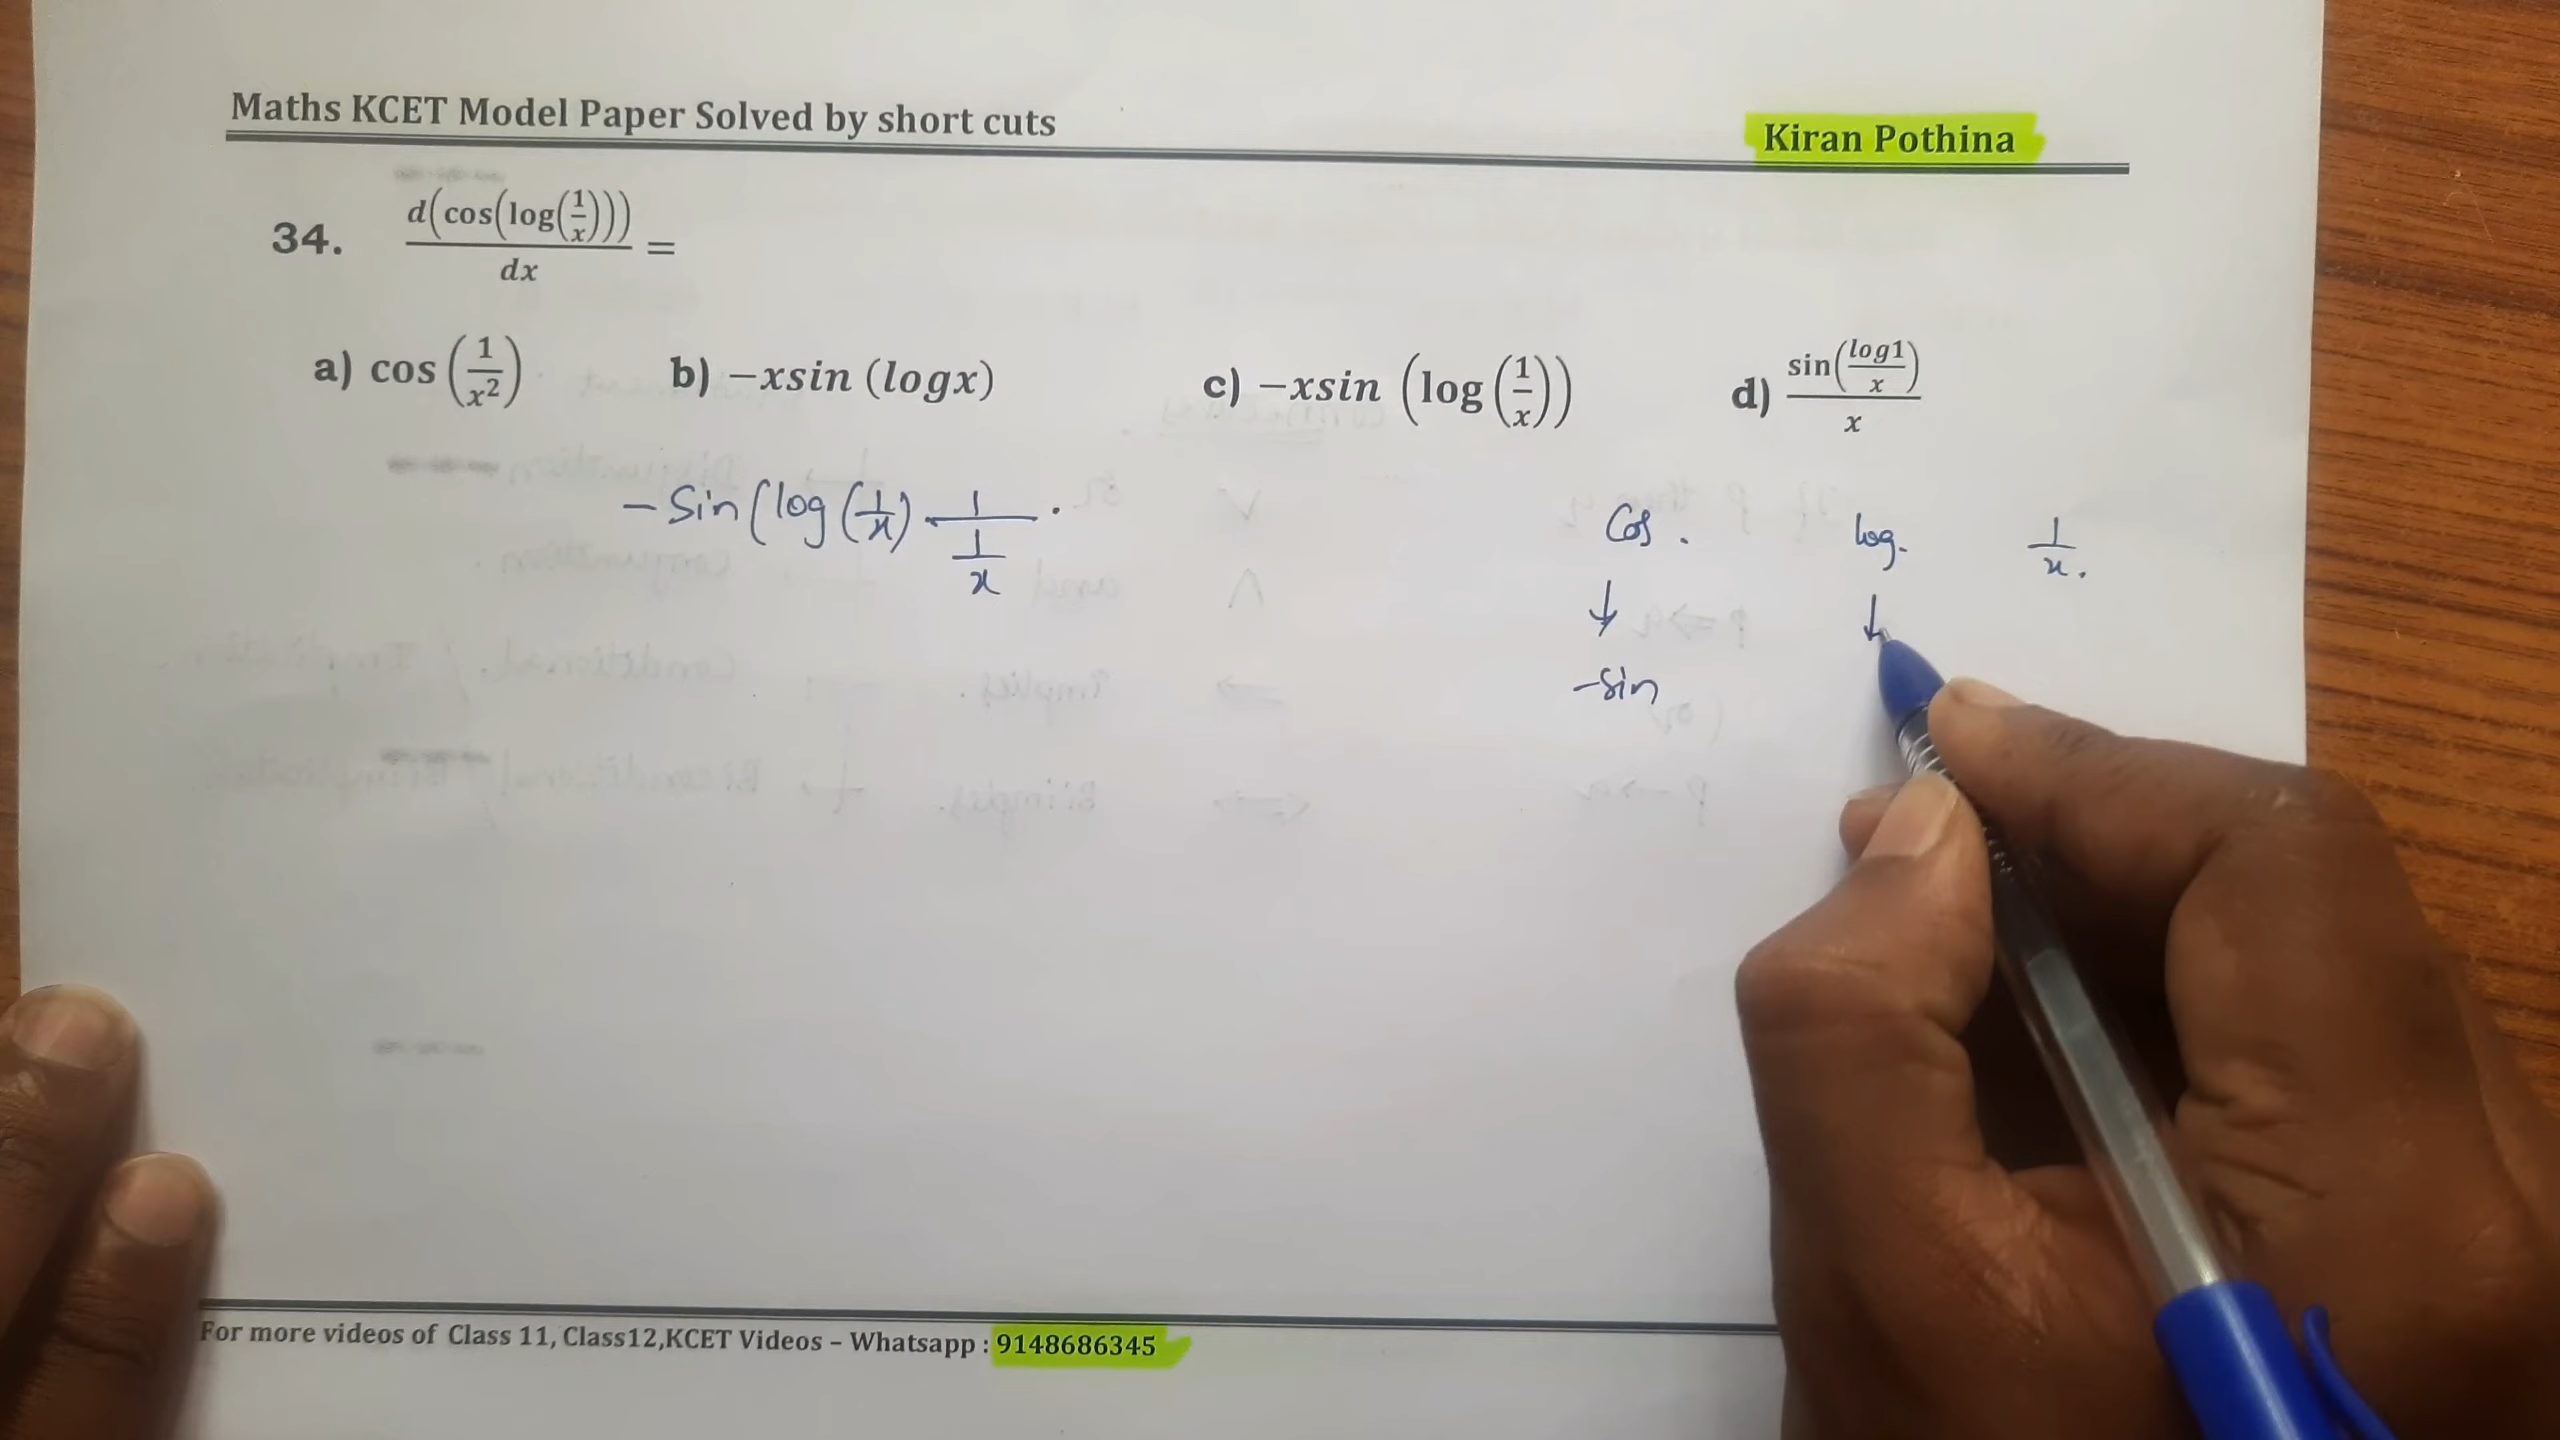 Maths KCET Model Paper Solved by short cuts
Kiran Pothina
34. d(cos(log(1/x)))/dx =
a) cos (1/x²) b) −xsin (logx) c) −xsin (log(1/x)) d) sin(log1/x)/x
− Sin (log (1/x) . 1/(1/x) .
Cos . log . 1/x .
↓ ↓
−Sin
For more videos of Class 11, Class12,KCET Videos – Whatsapp : 9148686345